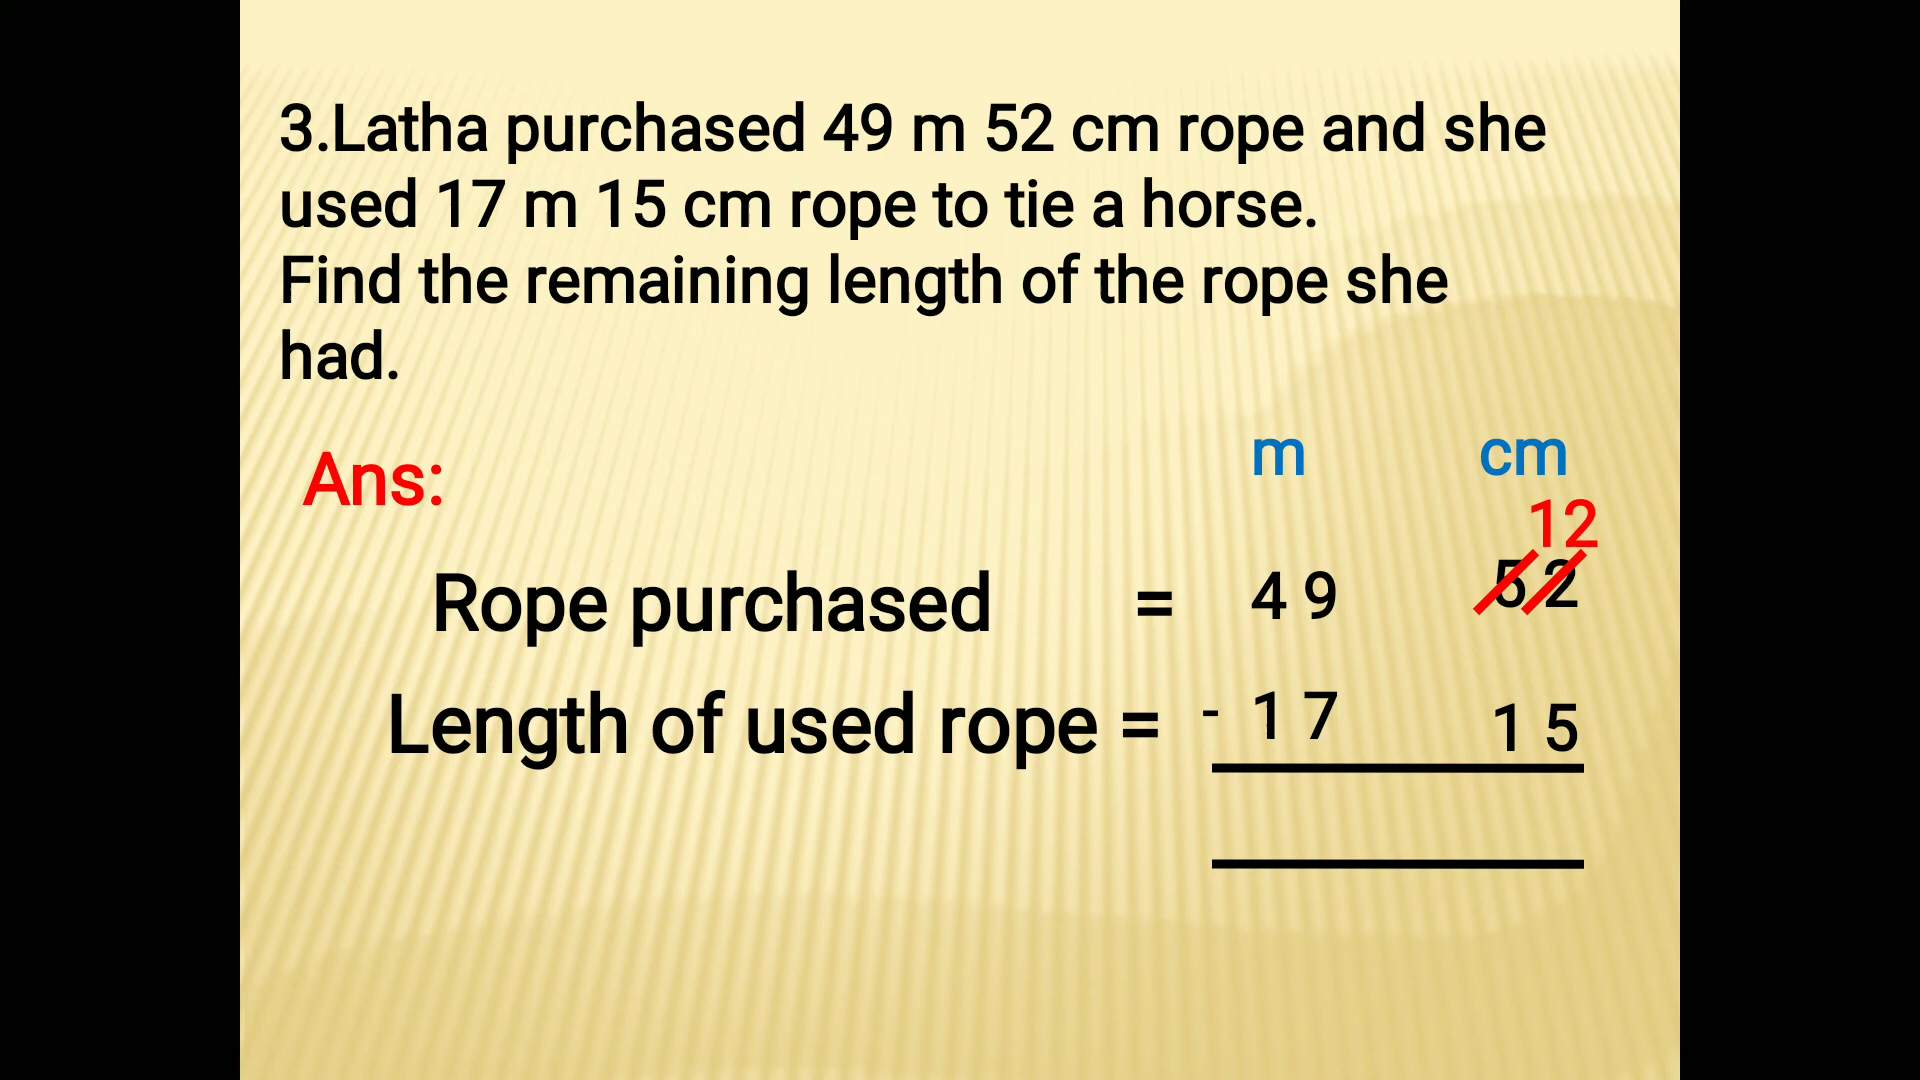 3.Latha purchased 49 m 52 cm rope and she
used 17 m 15 cm rope to tie a horse.
Find the remaining length of the rope she
had.
Ans:
m cm
12
Rope purchased = 4 9 5 2
Length of used rope = - 1 7 1 5